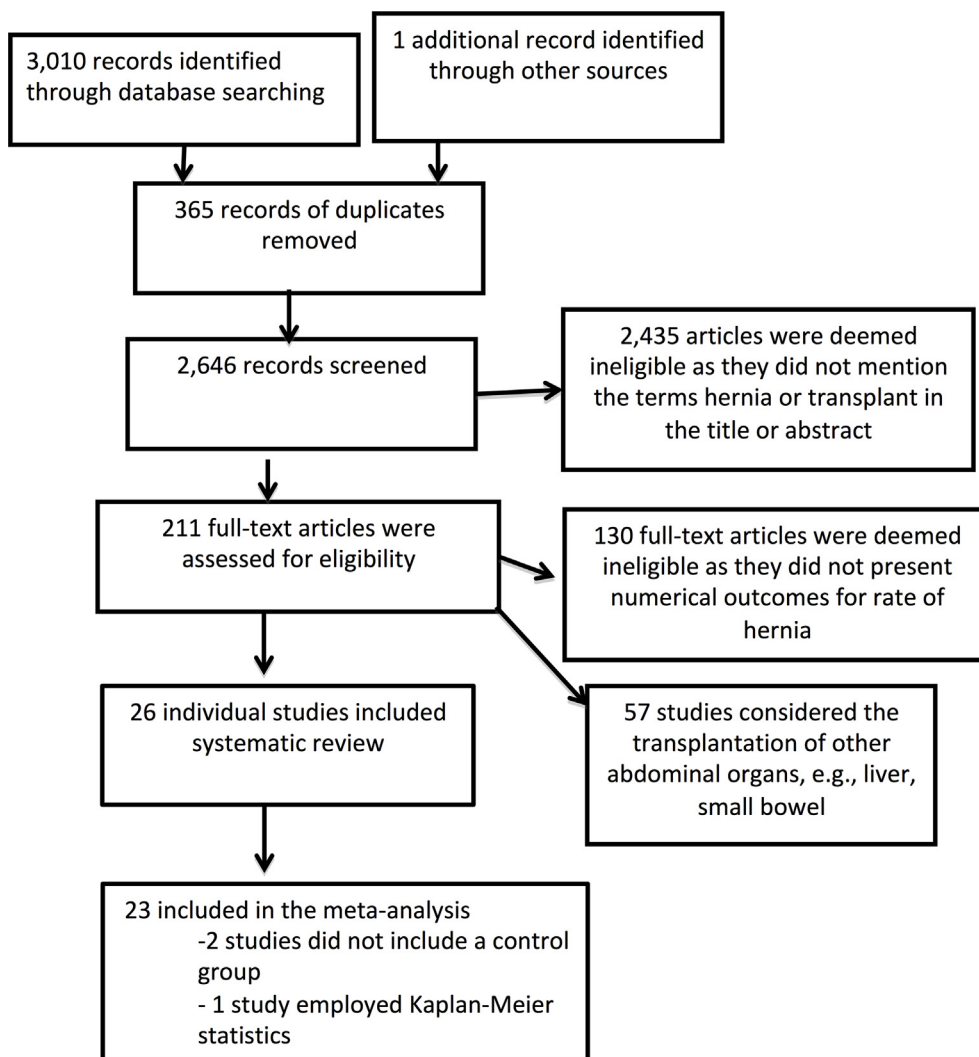 3,010 records identified
through database searching
1 additional record identified
through other sources
365 records of duplicates
removed
2,646 records screened
2,435 articles were deemed
ineligible as they did not mention
the terms hernia or transplant in
the title or abstract
211 full-text articles were
assessed for eligibility
130 full-text articles were deemed
ineligible as they did not present
numerical outcomes for rate of
hernia
26 individual studies included
systematic review
57 studies considered the
transplantation of other
abdominal organs, e.g., liver,
small bowel
23 included in the meta-analysis
-2 studies did not include a control
group
- 1 study employed Kaplan-Meier
statistics